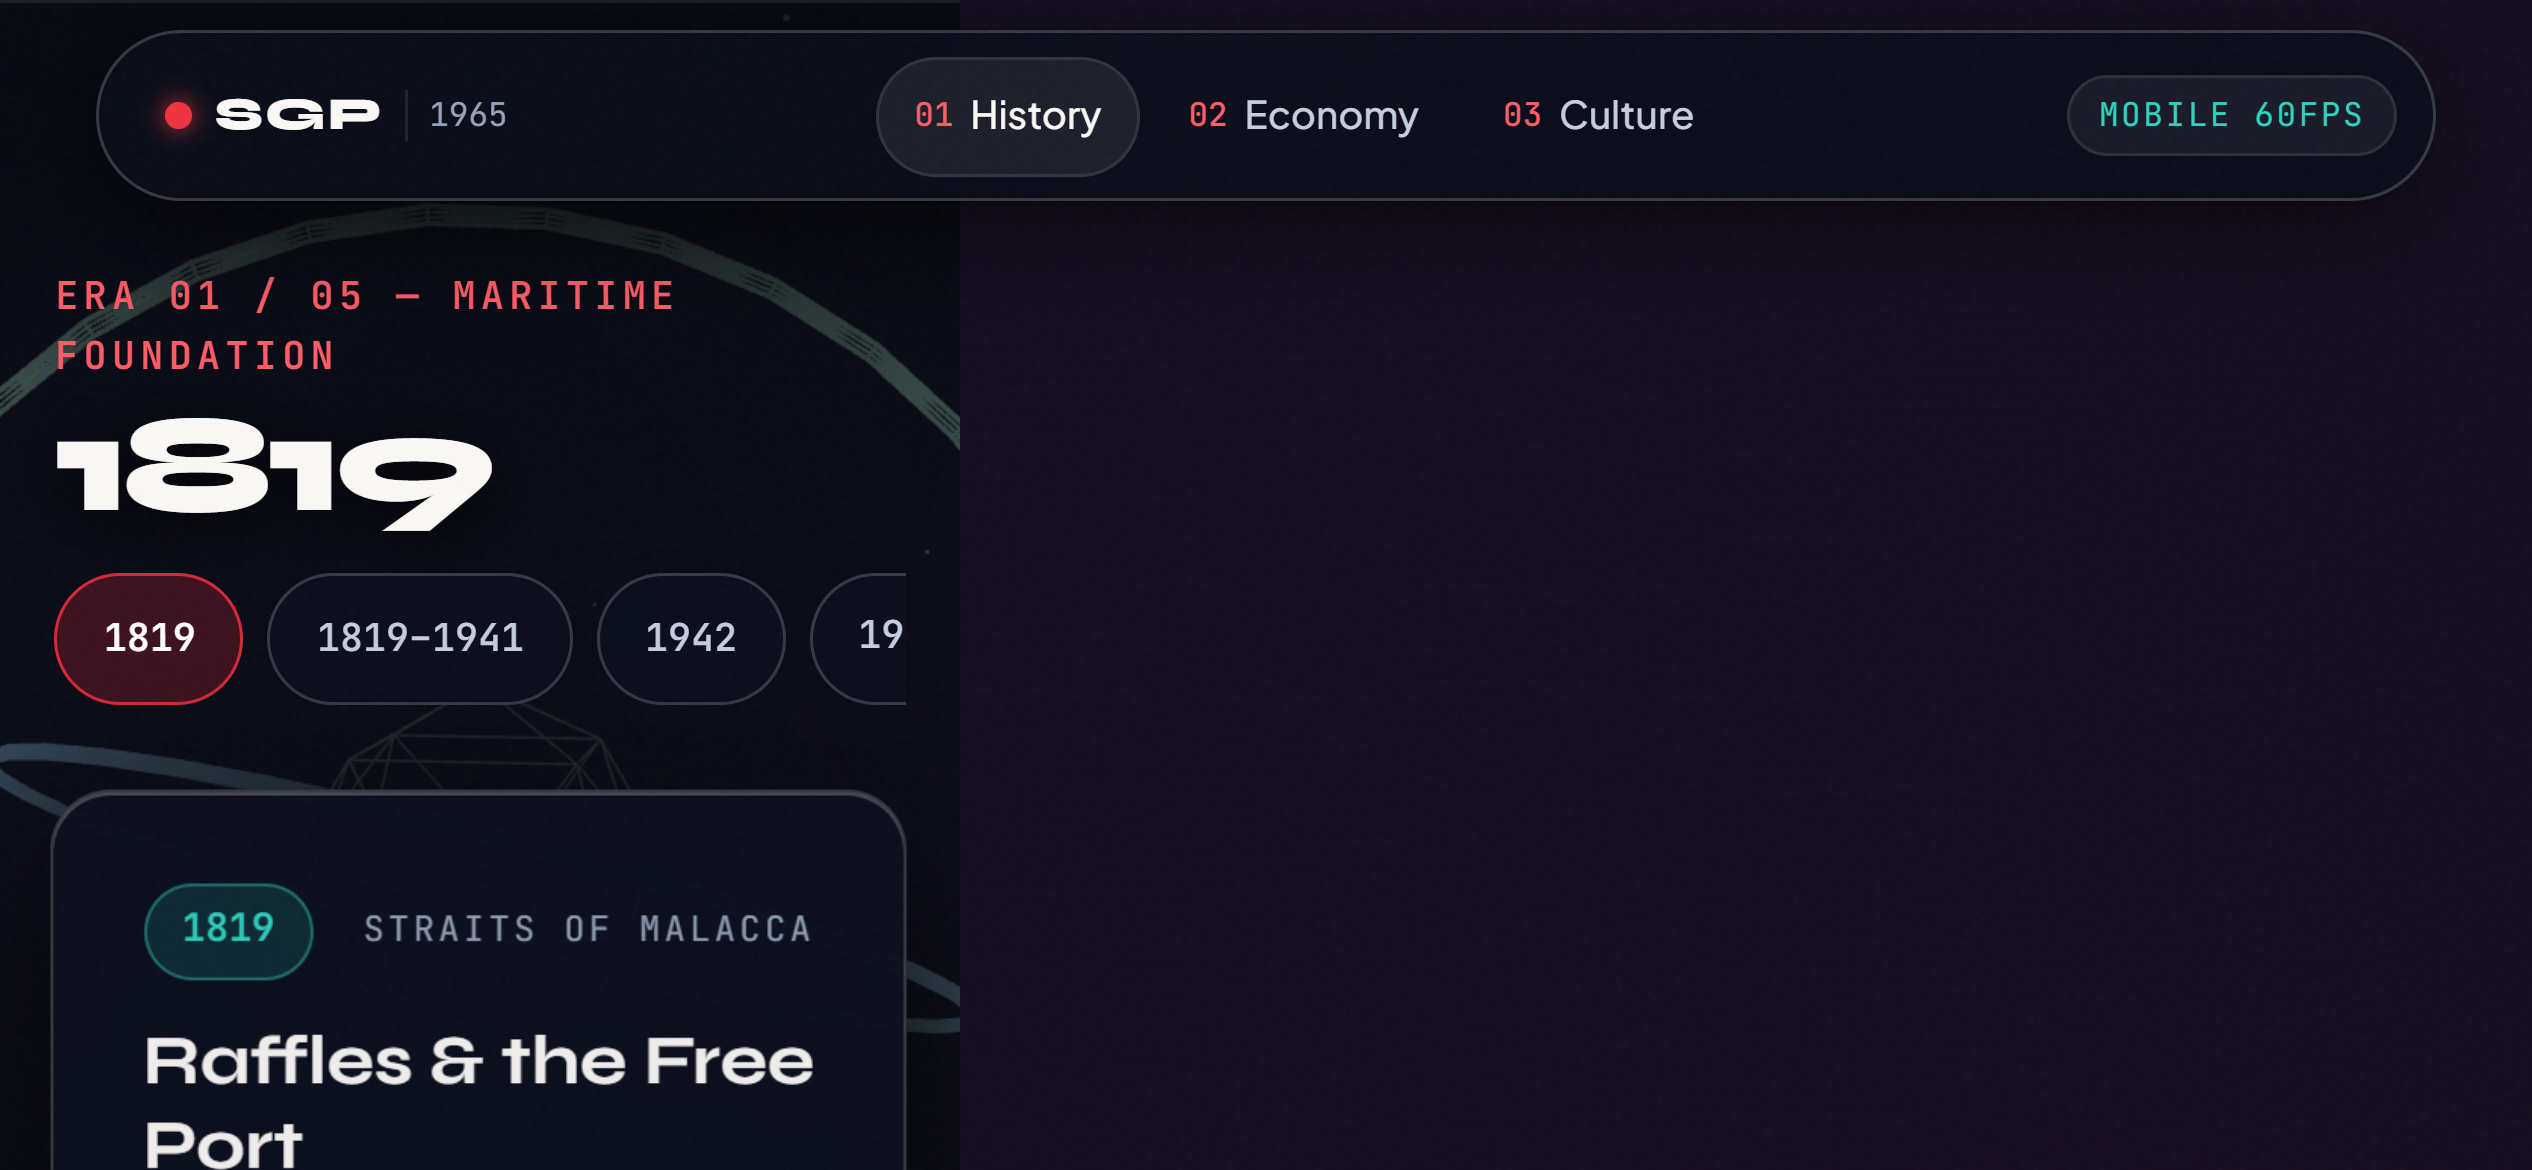 SGP 1965 01 History 02 Economy 03 Culture MOBILE 60FPS
ERA 01 / 05 — MARITIME
FOUNDATION
1819
1819 1819–1941 1942 19
1819 STRAITS OF MALACCA
Raffles & the Free
Port